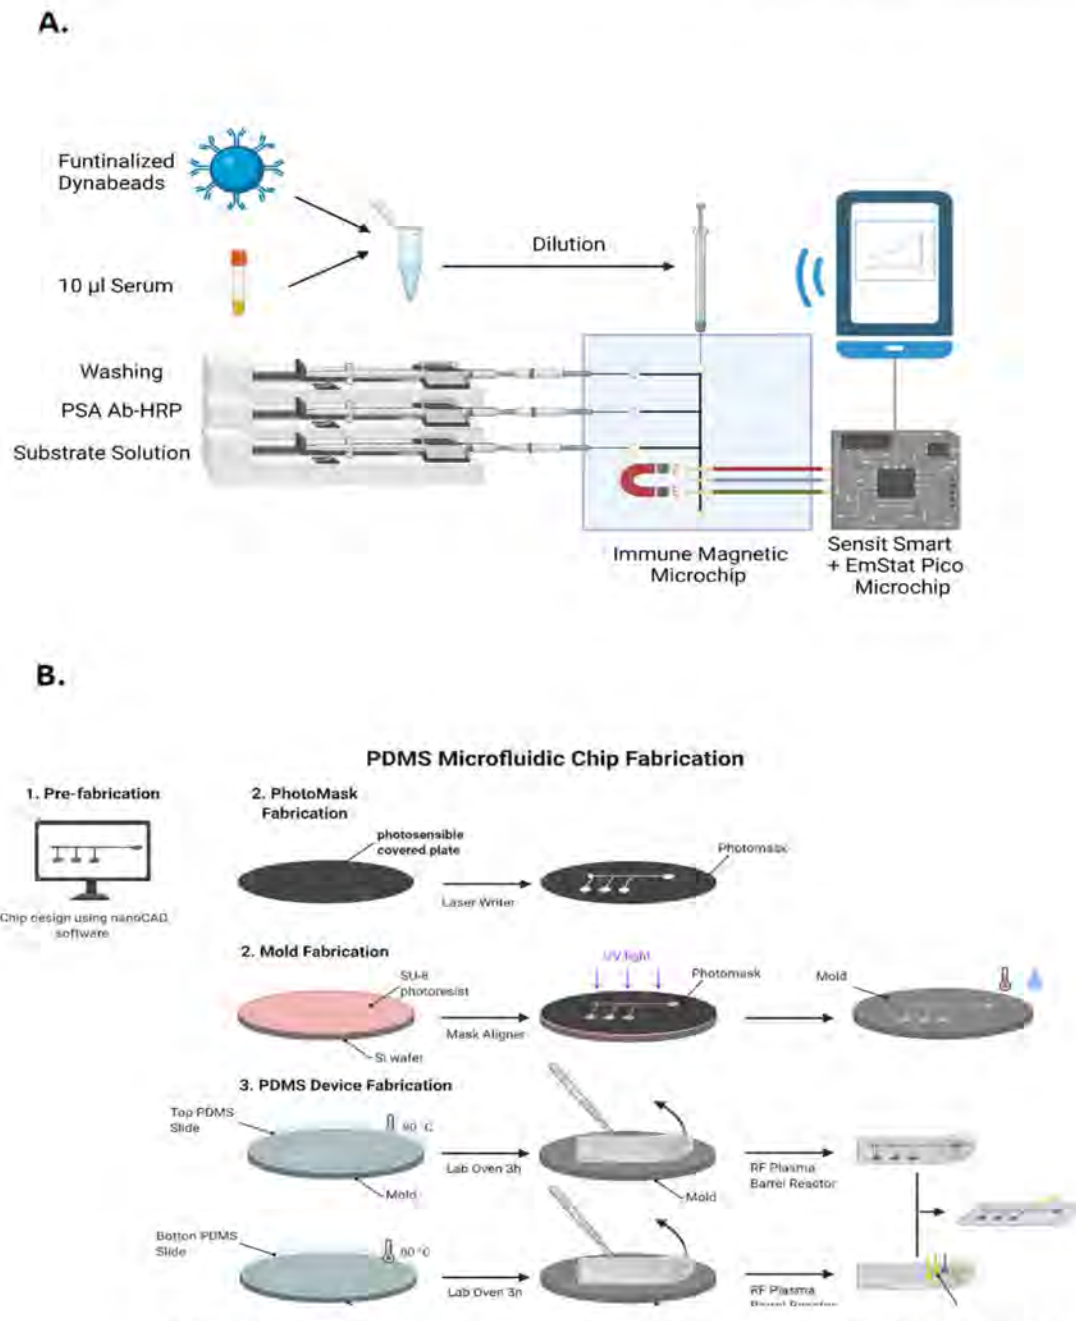 A.
Funtinalized
Dynabeads
10 µl Serum
Dilution
Washing
PSA Ab-HRP
Substrate Solution
Immune Magnetic
Microchip
Sensit Smart
+ EmStat Pico
Microchip
B.
PDMS Microfluidic Chip Fabrication
1. Pre-fabrication
Chip design using nanoCAD
software
2. PhotoMask
Fabrication
photosensible
covered plate
Laser Writer
Photomask
2. Mold Fabrication
SU-8
photoresist
Si wafer
Mask Aligner
UV light
Photomask
Mold
3. PDMS Device Fabrication
Top PDMS
Slide
Mold
Lab Oven 3h
Mold
RF Plasma
Barrel Reactor
Botton PDMS
Slide
Lab Oven 3h
RF Plasma
Barrel Reactor